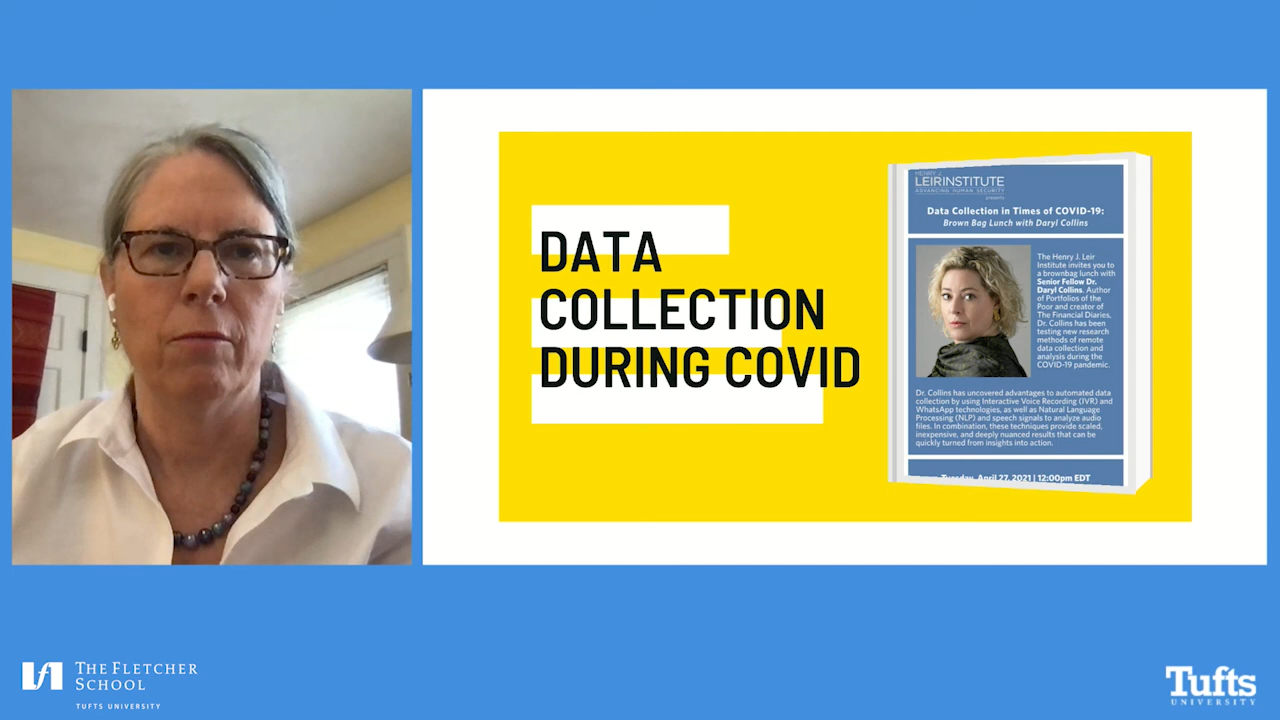 DATA
COLLECTION
DURING COVID
HENRY J.
LEIRINSTITUTE
ADVANCING HUMAN SECURITY
presents
Data Collection in Times of COVID-19:
Brown Bag Lunch with Daryl Collins
The Henry J. Leir
Institute invites you to
a brownbag lunch with
Senior Fellow Dr.
Daryl Collins. Author
of Portfolios of the
Poor and creator of
The Financial Diaries,
Dr. Collins has been
testing new research
methods of remote
data collection and
analysis during the
COVID-19 pandemic.
Dr. Collins has uncovered advantages to automated data
collection by using Interactive Voice Recording (IVR) and
WhatsApp technologies, as well as Natural Language
Processing (NLP) and speech signals to analyze audio
files. In combination, these techniques provide scaled,
inexpensive, and deeply nuanced results that can be
quickly turned from insights into action.
Tuesday, April 27, 2021 | 12:00pm EDT
THE FLETCHER
SCHOOL
TUFTS UNIVERSITY
Tufts
UNIVERSITY